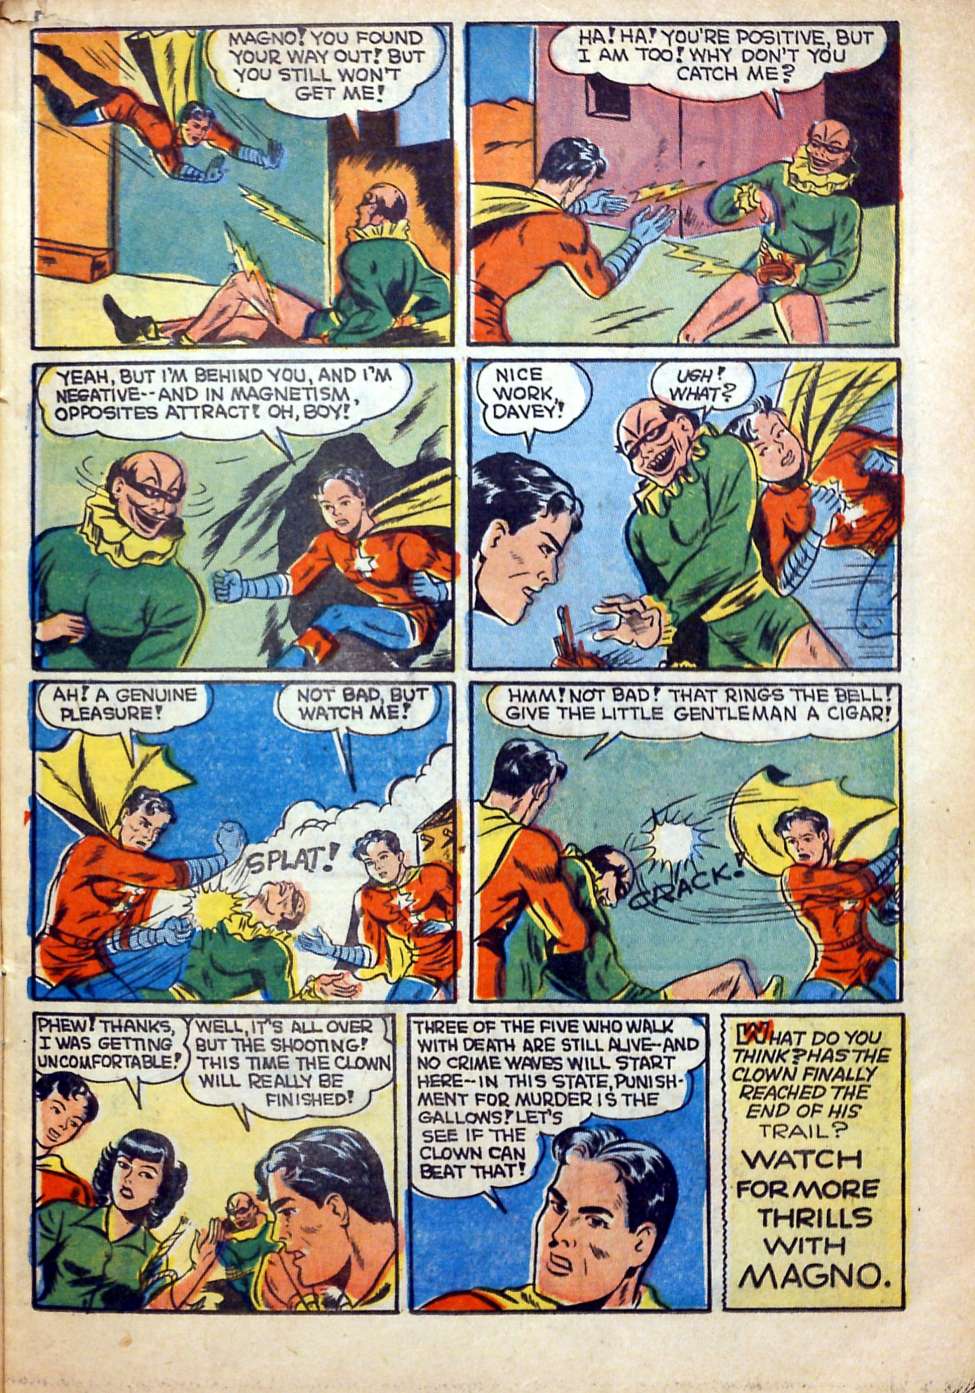 MAGNO! YOU FOUND
YOUR WAY OUT! BUT
YOU STILL WON'T
GET ME!
HA! HA! YOU'RE POSITIVE, BUT
I AM TOO! WHY DON'T YOU
CATCH ME?
YEAH, BUT I'M BEHIND YOU, AND I'M
NEGATIVE--AND IN MAGNETISM,
OPPOSITES ATTRACT! OH, BOY!
NICE
WORK,
DAVEY!
UGH!
WHAT?
AH! A GENUINE
PLEASURE!
NOT BAD, BUT
WATCH ME!
SPLAT!
HMM! NOT BAD! THAT RINGS THE BELL!
GIVE THE LITTLE GENTLEMAN A CIGAR!
CRACK!
PHEW! THANKS,
I WAS GETTING
UNCOMFORTABLE!
WELL, IT'S ALL OVER
BUT THE SHOOTING!
THIS TIME THE CLOWN
WILL REALLY BE
FINISHED!
THREE OF THE FIVE WHO WALK
WITH DEATH ARE STILL ALIVE--AND
NO CRIME WAVES WILL START
HERE--IN THIS STATE, PUNISH-
MENT FOR MURDER IS THE
GALLOWS! LET'S
SEE IF THE
CLOWN CAN
BEAT THAT!
WHAT DO YOU
THINK? HAS THE
CLOWN FINALLY
REACHED THE
END OF HIS
TRAIL?
WATCH
FOR MORE
THRILLS
WITH
MAGNO.